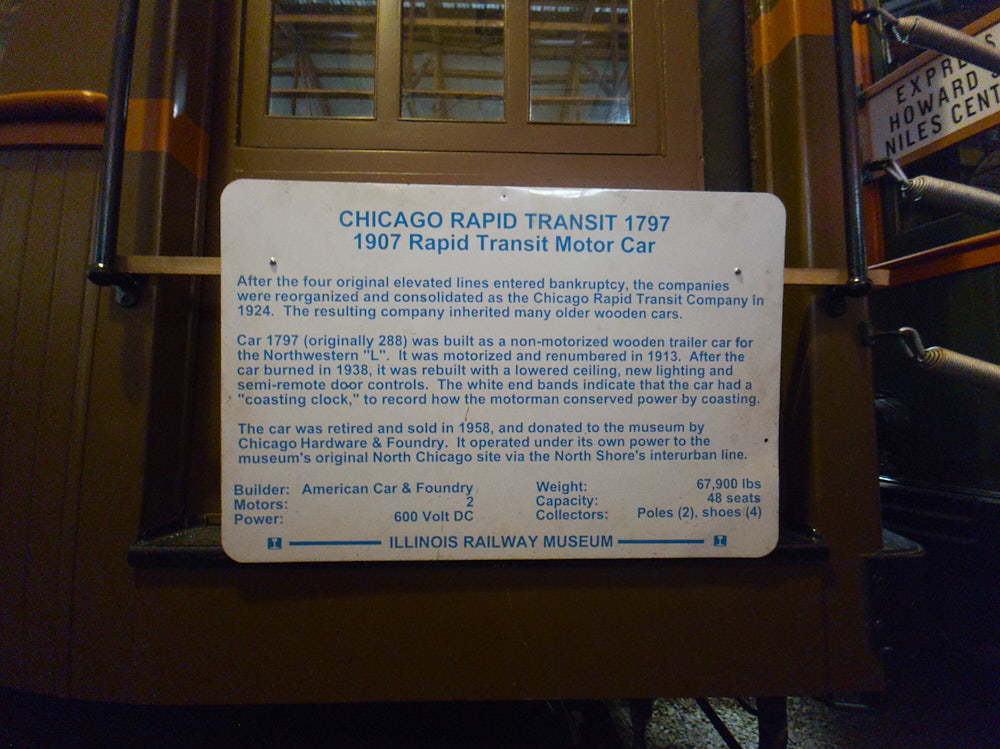 EXPRE
HOWARD S
NILES CENT
CHICAGO RAPID TRANSIT 1797
1907 Rapid Transit Motor Car
After the four original elevated lines entered bankruptcy, the companies
were reorganized and consolidated as the Chicago Rapid Transit Company in
1924. The resulting company inherited many older wooden cars.
Car 1797 (originally 288) was built as a non-motorized wooden trailer car for
the Northwestern "L". It was motorized and renumbered in 1913. After the
car burned in 1938, it was rebuilt with a lowered ceiling, new lighting and
semi-remote door controls. The white end bands indicate that the car had a
"coasting clock," to record how the motorman conserved power by coasting.
The car was retired and sold in 1958, and donated to the museum by
Chicago Hardware & Foundry. It operated under its own power to the
museum's original North Chicago site via the North Shore's interurban line.
Builder: American Car & Foundry Weight: 67,900 lbs
Motors: 2 Capacity: 48 seats
Power: 600 Volt DC Collectors: Poles (2), shoes (4)
ILLINOIS RAILWAY MUSEUM